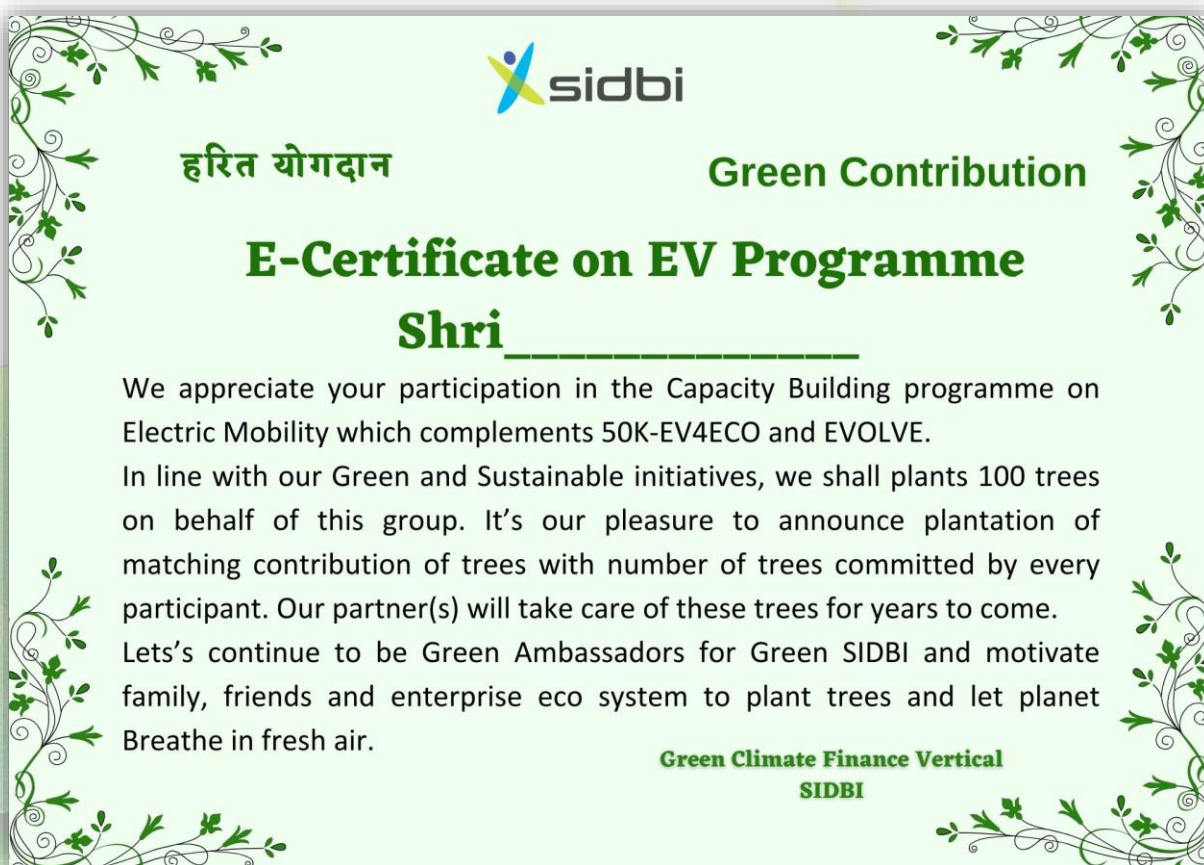 sidbi
हरित योगदान
Green Contribution
E-Certificate on EV Programme
Shri_____________
We appreciate your participation in the Capacity Building programme on
Electric Mobility which complements 50K-EV4ECO and EVOLVE.
In line with our Green and Sustainable initiatives, we shall plants 100 trees
on behalf of this group. It’s our pleasure to announce plantation of
matching contribution of trees with number of trees committed by every
participant. Our partner(s) will take care of these trees for years to come.
Lets’s continue to be Green Ambassadors for Green SIDBI and motivate
family, friends and enterprise eco system to plant trees and let planet
Breathe in fresh air.
Green Climate Finance Vertical
SIDBI